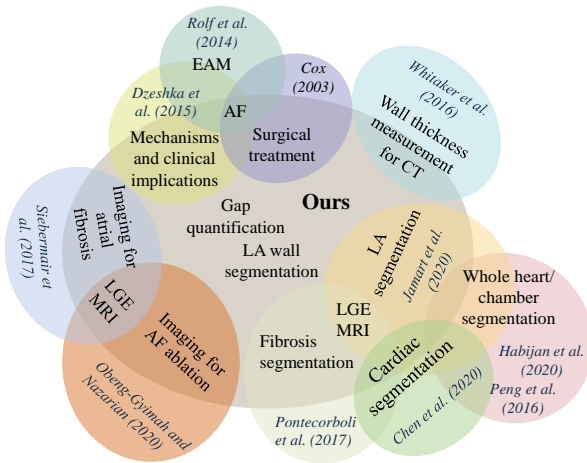 Rolf et al.
(2014)
EAM
Dzeshka et
al. (2015)
AF
Cox
(2003)
Whitaker et al.
(2016)
Mechanisms
and clinical
implications
Surgical
treatment
Wall thickness
measurement
for CT
Ours
Gap
quantification
LA wall
segmentation
Siebermair et
al. (2017)
Imaging for
atrial
fibrosis
LGE
MRI
Imaging for
AF ablation
Obeng-Gyimah and
Nazarian (2020)
LA
segmentation
Jamart et al.
(2020)
Whole heart/
chamber
segmentation
Habijan et al.
(2020)
Peng et al.
(2016)
LGE
MRI
Fibrosis
segmentation
Pontecorboli
et al. (2017)
Cardiac
segmentation
Chen et al. (2020)